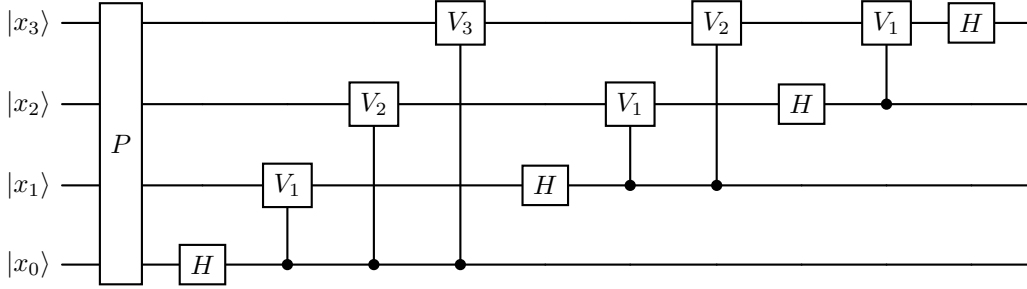 |x₃⟩ V₃ V₂ V₁ H
|x₂⟩ V₂ V₁ H
P
|x₁⟩ V₁ H
|x₀⟩ H